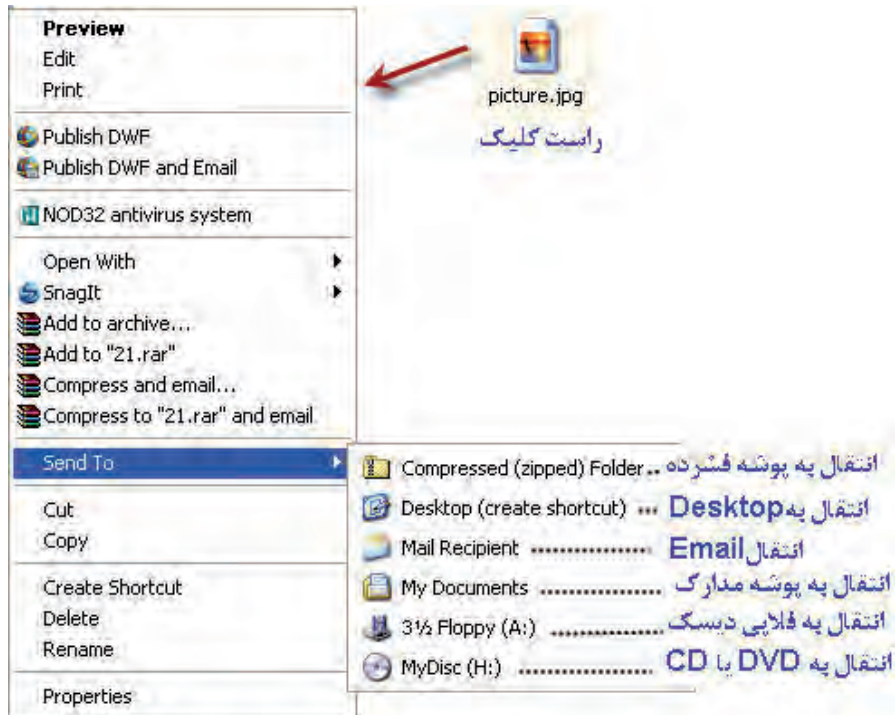 Preview
Edit
Print
picture.jpg
راست کلیک
Publish DWF
Publish DWF and Email
NOD32 antivirus system
Open With
SnagIt
Add to archive...
Add to "21.rar"
Compress and email...
Compress to "21.rar" and email
Send To
Cut
Copy
Create Shortcut
Delete
Rename
Properties
Compressed (zipped) Folder .. انتقال به پوشه فشرده
Desktop (create shortcut) ... انتقال به Desktop
Mail Recipient ................. انتقال Email
My Documents ................. انتقال به پوشه مدارک
3½ Floppy (A:) ............... انتقال به فلاپی دیسک
MyDisc (H:) .................. انتقال به DVD یا CD